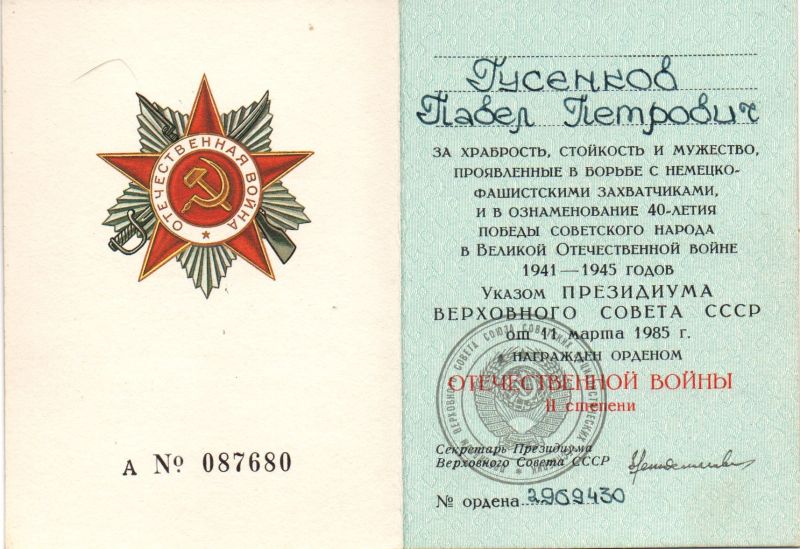 ОТЕЧЕСТВЕННАЯ ВОЙНА
А № 087680
Гусенков
Павел Петрович
ЗА ХРАБРОСТЬ, СТОЙКОСТЬ И МУЖЕСТВО,
ПРОЯВЛЕННЫЕ В БОРЬБЕ С НЕМЕЦКО-
ФАШИСТСКИМИ ЗАХВАТЧИКАМИ,
И В ОЗНАМЕНОВАНИЕ 40-ЛЕТИЯ
ПОБЕДЫ СОВЕТСКОГО НАРОДА
В ВЕЛИКОЙ ОТЕЧЕСТВЕННОЙ ВОЙНЕ
1941—1945 ГОДОВ
УКАЗОМ ПРЕЗИДИУМА
ВЕРХОВНОГО СОВЕТА СССР
от 11 марта 1985 г.
НАГРАЖДЕН ОРДЕНОМ
ОТЕЧЕСТВЕННОЙ ВОЙНЫ
II степени
Секретарь Президиума
Верховного Совета СССР
№ ордена 2969430